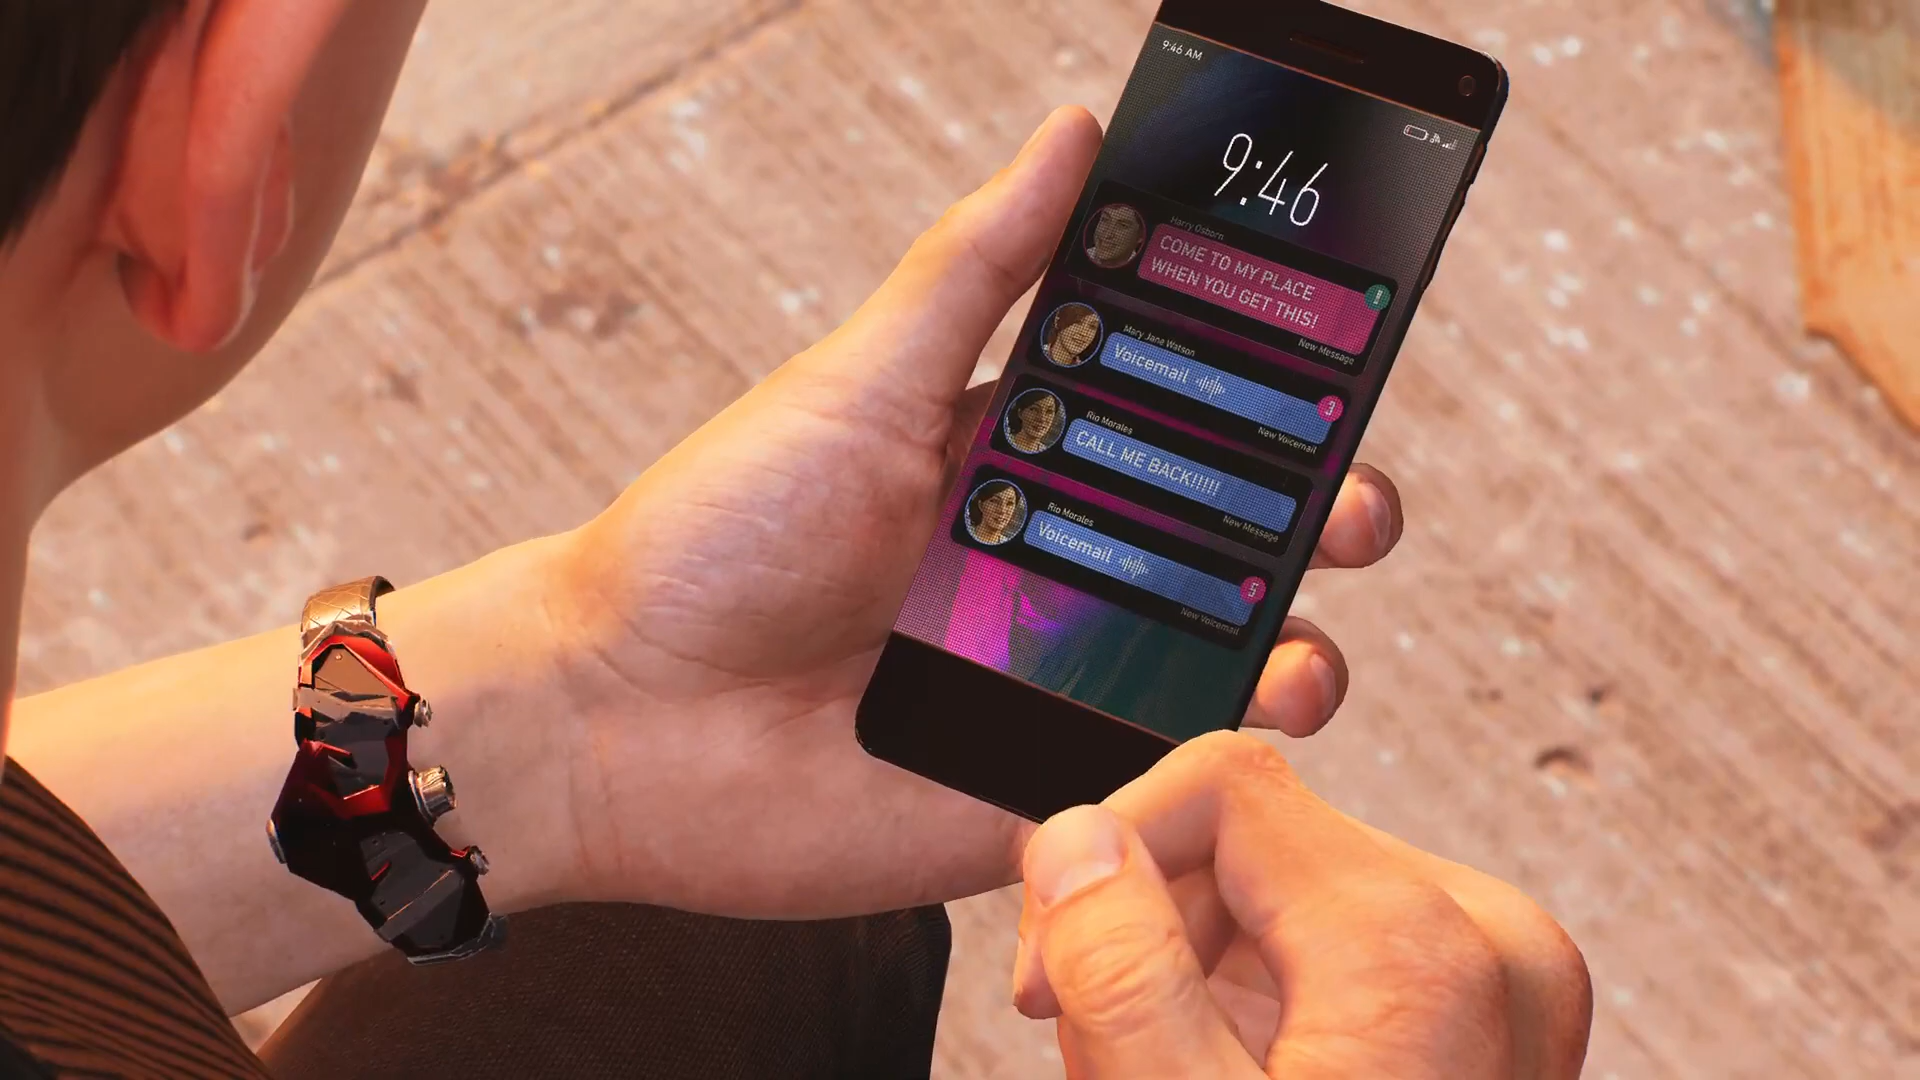 9:46 AM
9:46
Harry Osborn
COME TO MY PLACE
WHEN YOU GET THIS!
!
New Message
Mary Jane Watson
Voicemail
3
New Voicemail
Rio Morales
CALL ME BACK!!!!!
New Message
Rio Morales
Voicemail
5
New Voicemail